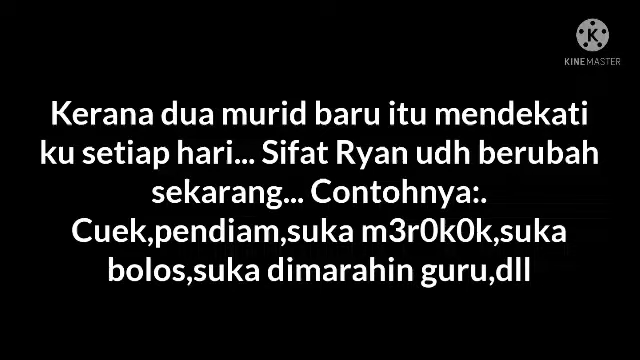 K
KINEMASTER
Kerana dua murid baru itu mendekati
ku setiap hari... Sifat Ryan udh berubah
sekarang... Contohnya:.
Cuek,pendiam,suka m3r0k0k,suka
bolos,suka dimarahin guru,dll